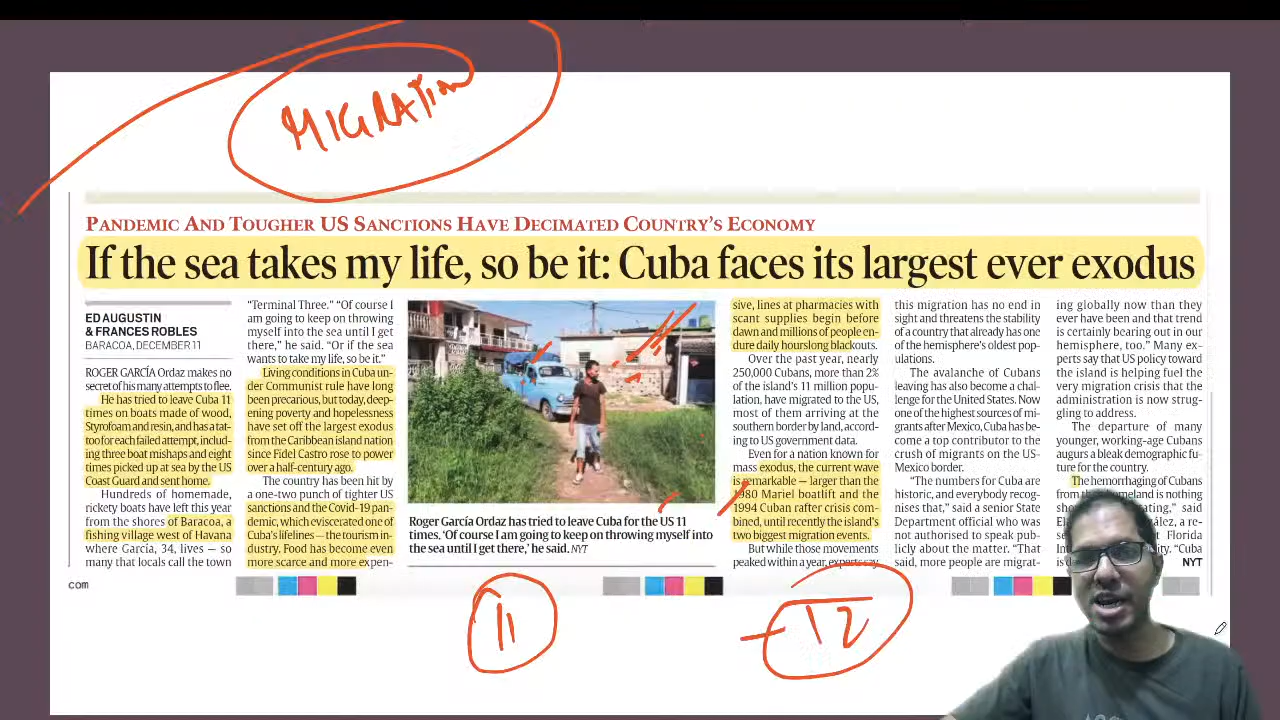 MIGRATION
PANDEMIC AND TOUGHER US SANCTIONS HAVE DECIMATED COUNTRY'S ECONOMY
If the sea takes my life, so be it: Cuba faces its largest ever exodus
ED AUGUSTIN
& FRANCES ROBLES
BARACOA, DECEMBER 11
ROGER GARCÍA Ordaz makes no
secret of his many attempts to flee.
He has tried to leave Cuba 11
times on boats made of wood,
Styrofoam and resin, and has a tat-
too for each failed attempt, includ-
ing three boat mishaps and eight
times picked up at sea by the US
Coast Guard and sent home.
Hundreds of homemade,
rickety boats have left this year
from the shores of Baracoa, a
fishing village west of Havana
where García, 34, lives — so
many that locals call the town
"Terminal Three." "Of course I
am going to keep on throwing
myself into the sea until I get
there," he said. "Or if the sea
wants to take my life, so be it."
Living conditions in Cuba un-
der Communist rule have long
been precarious, but today, deep-
ening poverty and hopelessness
have set off the largest exodus
from the Caribbean island nation
since Fidel Castro rose to power
over a half-century ago.
The country has been hit by
a one-two punch of tighter US
sanctions and the Covid-19 pan-
demic, which eviscerated one of
Cuba's lifelines — the tourism in-
dustry. Food has become even
more scarce and more expen-
Roger García Ordaz has tried to leave Cuba for the US 11
times. 'Of course I am going to keep on throwing myself into
the sea until I get there,' he said. NYT
sive, lines at pharmacies with
scant supplies begin before
dawn and millions of people en-
dure daily hourslong blackouts.
Over the past year, nearly
250,000 Cubans, more than 2%
of the island's 11 million popu-
lation, have migrated to the US,
most of them arriving at the
southern border by land, accord-
ing to US government data.
Even for a nation known for
mass exodus, the current wave
is remarkable — larger than the
1980 Mariel boatlift and the
1994 Cuban rafter crisis com-
bined, until recently the island's
two biggest migration events.
But while those movements
peaked within a year, experts say
this migration has no end in
sight and threatens the stability
of a country that already has one
of the hemisphere's oldest pop-
ulations.
The avalanche of Cubans
leaving has also become a chal-
lenge for the United States. Now
one of the highest sources of mi-
grants after Mexico, Cuba has be-
come a top contributor to the
crush of migrants on the US-
Mexico border.
"The numbers for Cuba are
historic, and everybody recog-
nises that," said a senior State
Department official who was
not authorised to speak pub-
licly about the matter. "That
said, more people are migrat-
ing globally now than they
ever have been and that trend
is certainly bearing out in our
hemisphere, too." Many ex-
perts say that US policy toward
the island is helping fuel the
very migration crisis that the
administration is now strug-
gling to address.
The departure of many
younger, working-age Cubans
augurs a bleak demographic fu-
ture for the country.
The hemorrhaging of Cubans
from homeland is nothing
said
a re-
Florida
"Cuba
NYT
com
11
12